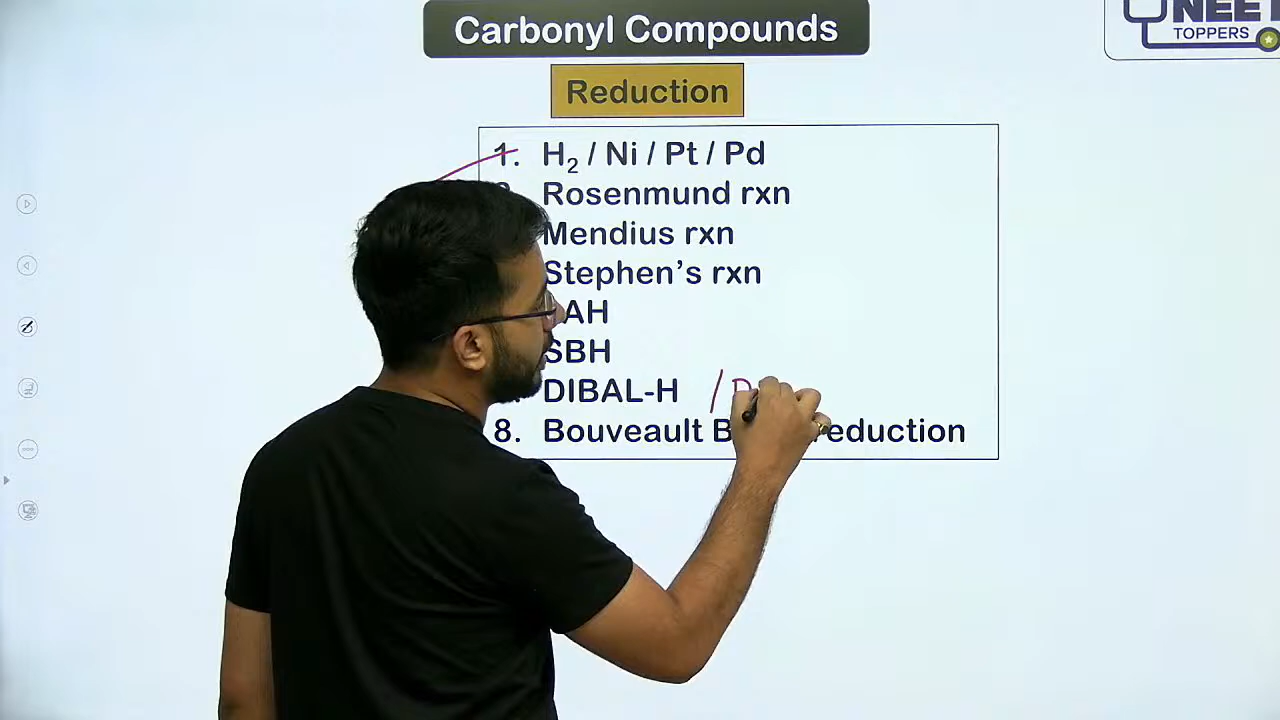 Carbonyl Compounds
NEET
TOPPERS
Reduction
1. H₂ / Ni / Pt / Pd
Rosenmund rxn
Mendius rxn
Stephen's rxn
AH
SBH
DIBAL-H /
8. Bouveault B reduction